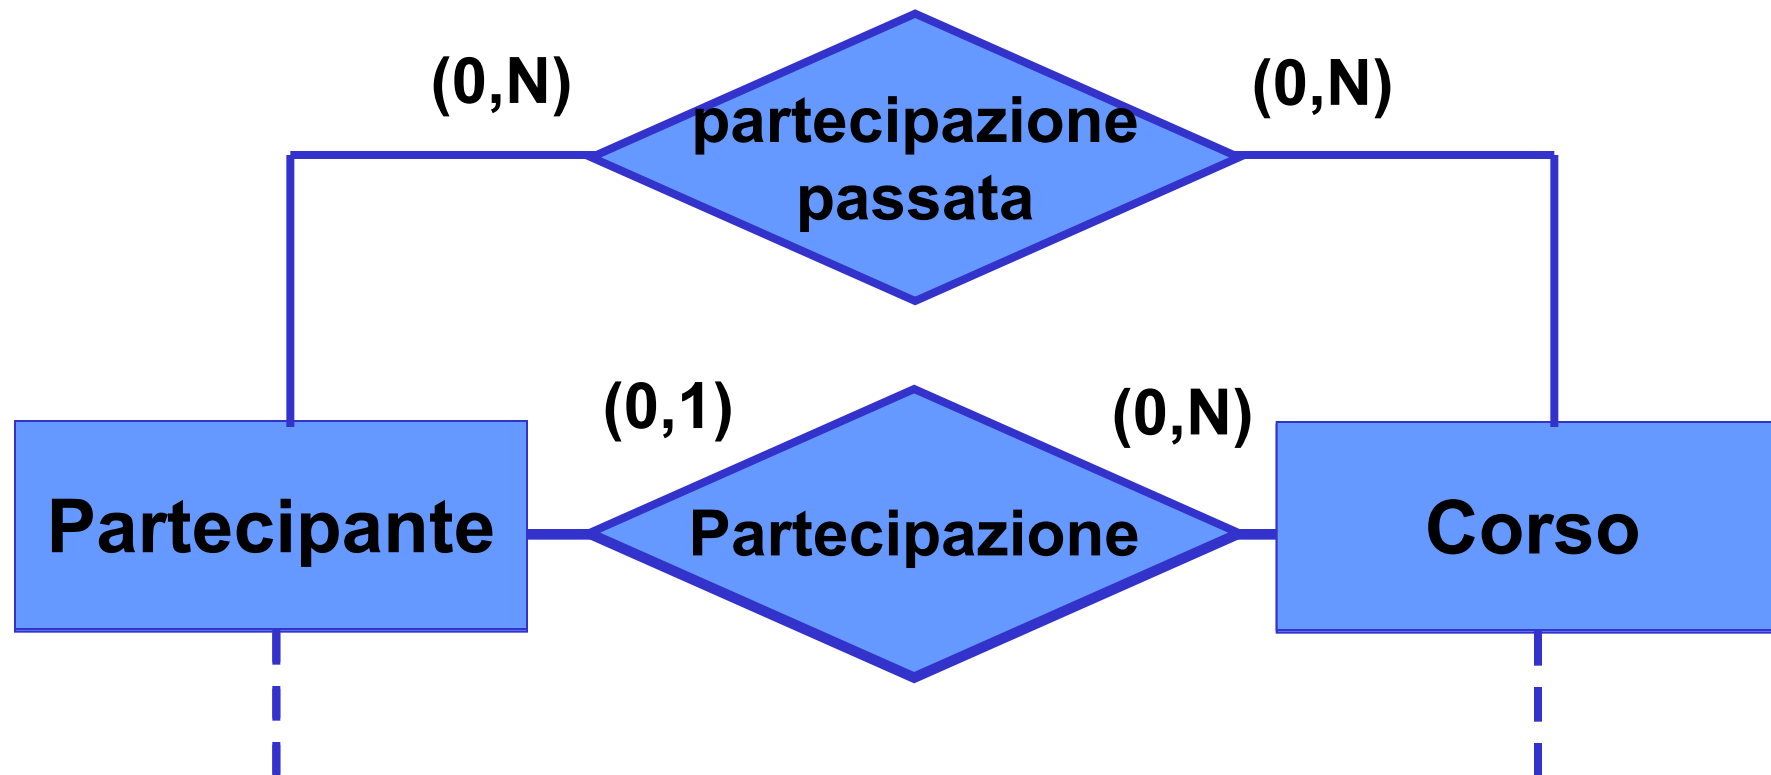 (0,N)
(0,N)
partecipazione
passata
(0,1)
(0,N)
Partecipante
Partecipazione
Corso